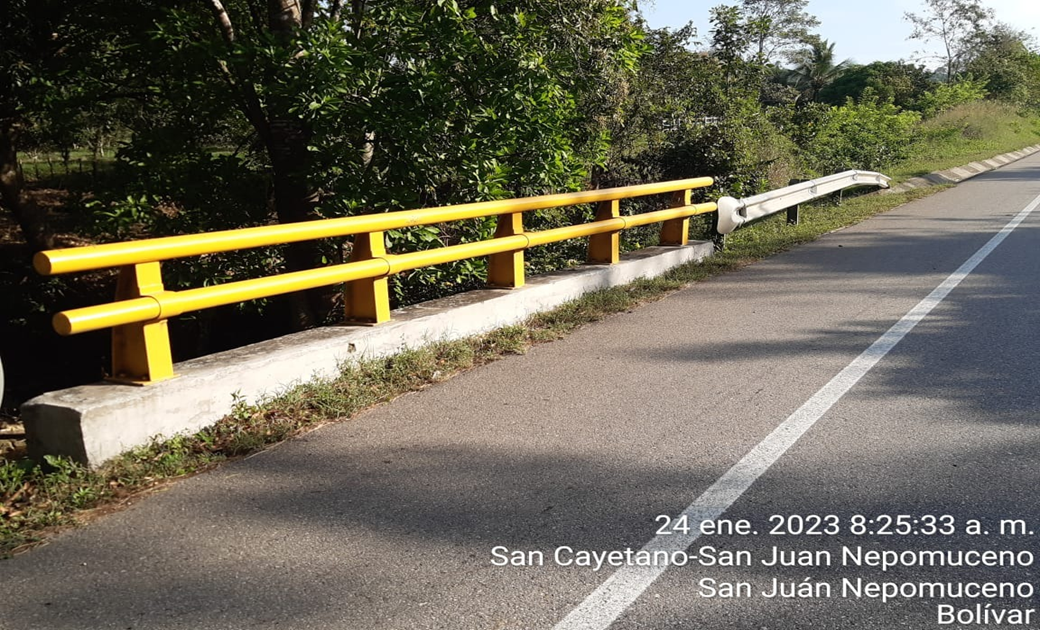 24 ene. 2023 8:25:33 a. m.
San Cayetano-San Juan Nepomuceno
San Juán Nepomuceno
Bolívar